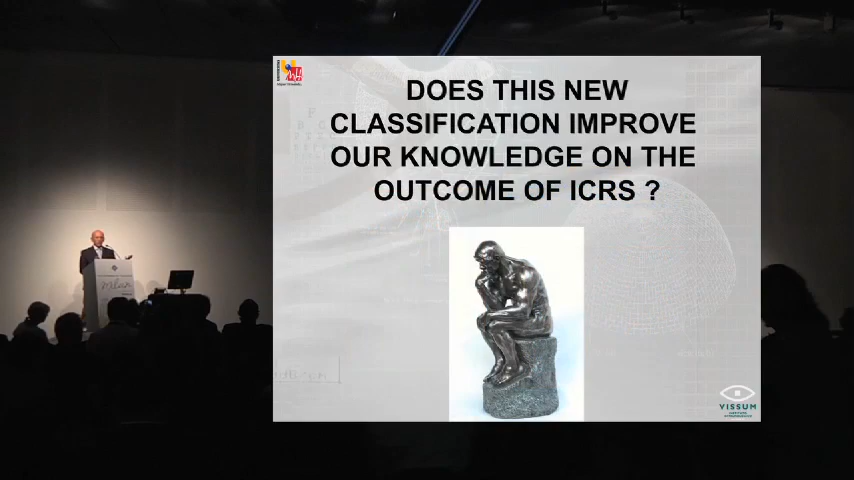 DOES THIS NEW
CLASSIFICATION IMPROVE
OUR KNOWLEDGE ON THE
OUTCOME OF ICRS ?
VISSUM